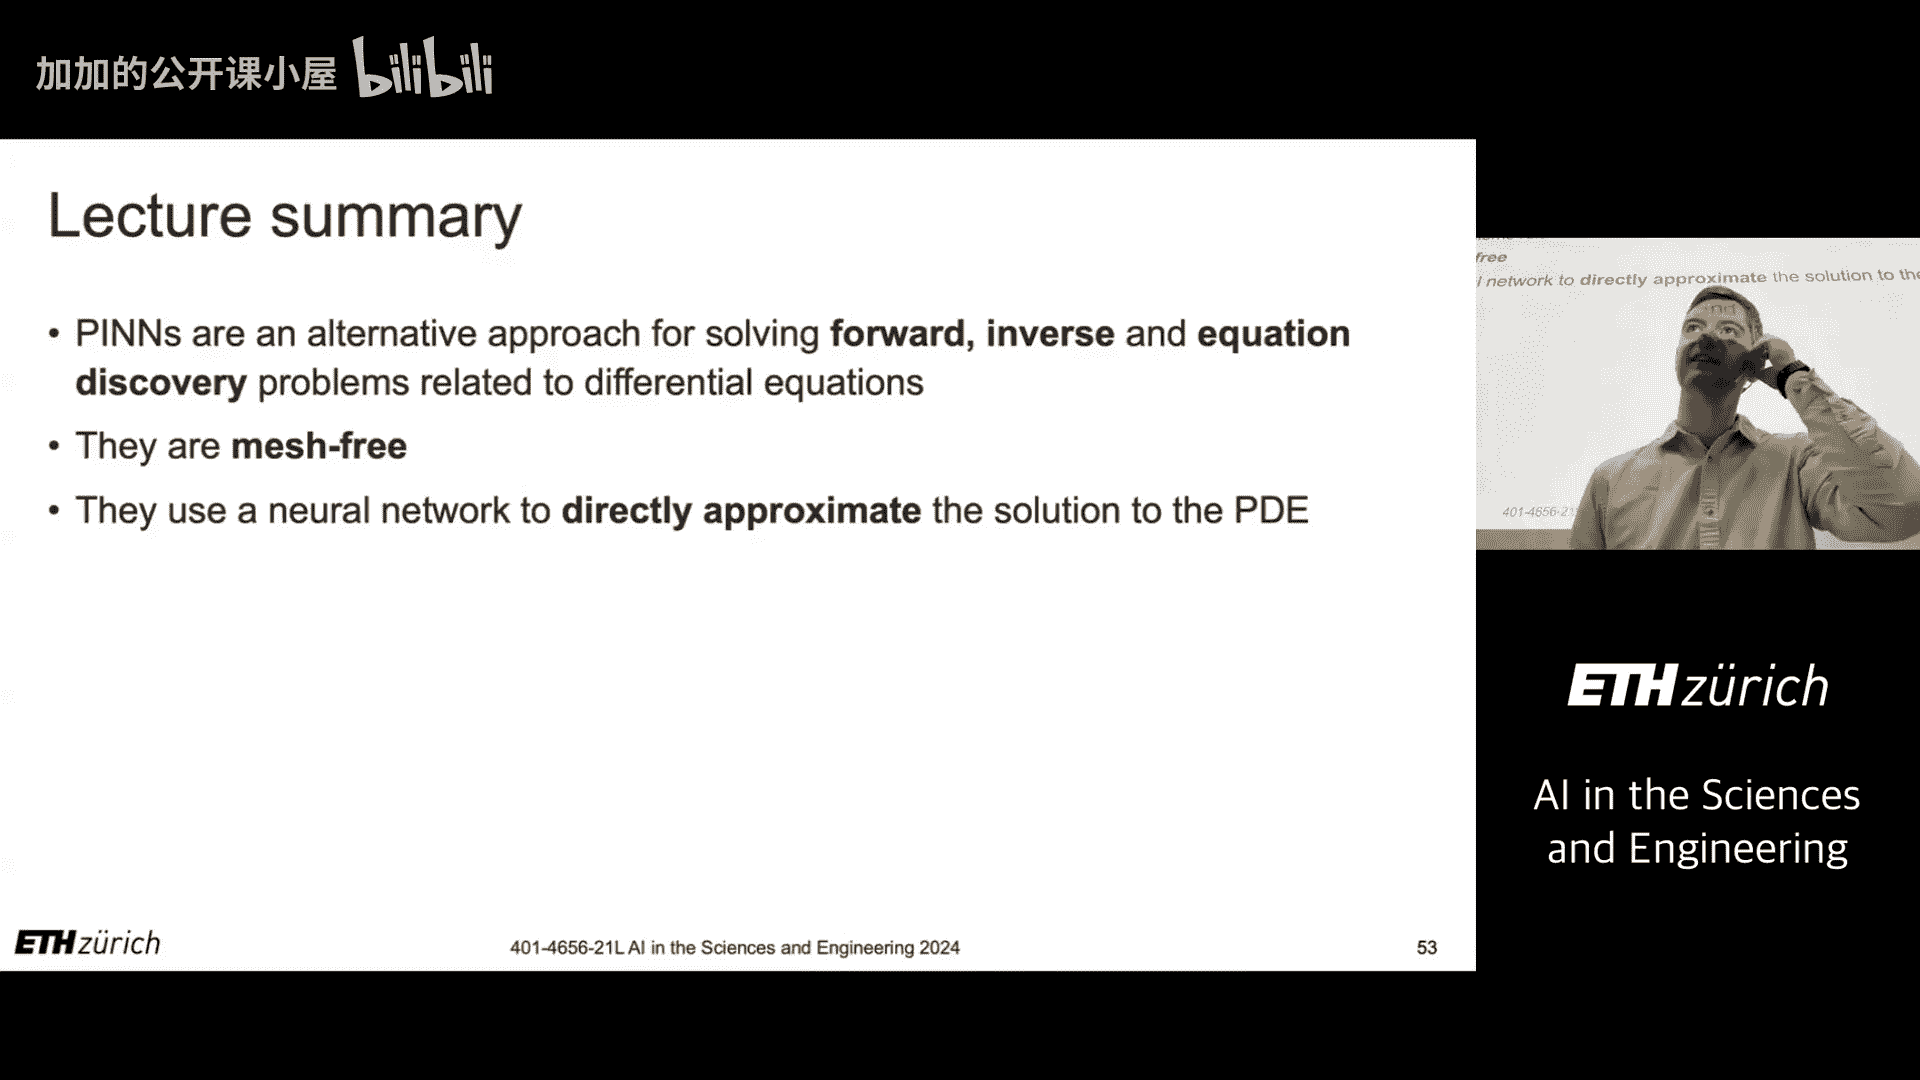 加加的公开课小屋 bilibili
Lecture summary
• PINNs are an alternative approach for solving forward, inverse and equation
discovery problems related to differential equations
• They are mesh-free
• They use a neural network to directly approximate the solution to the PDE
free
network to directly approximate the solution to the
401-4656-21
ETH zürich
AI in the Sciences
and Engineering
ETH zürich
401-4656-21L AI in the Sciences and Engineering 2024
53